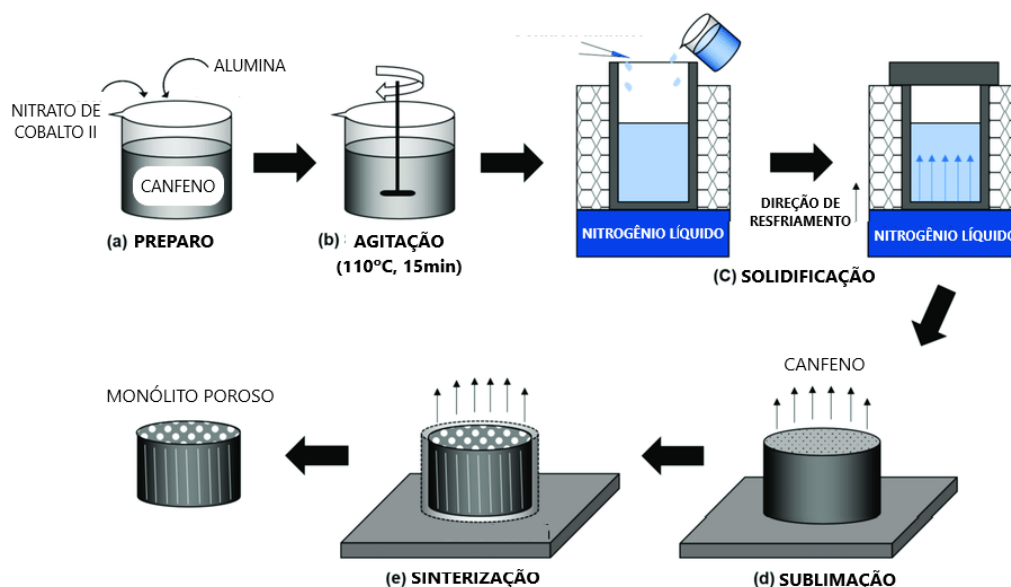 ALUMINA
NITRATO DE
COBALTO II
CANFENO
(a) PREPARO
(b) AGITAÇÃO
(110ºC, 15min)
NITROGÊNIO LÍQUIDO
DIREÇÃO DE
RESFRIAMENTO
NITROGÊNIO LÍQUIDO
(C) SOLIDIFICAÇÃO
CANFENO
MONÓLITO POROSO
(e) SINTERIZAÇÃO
(d) SUBLIMAÇÃO